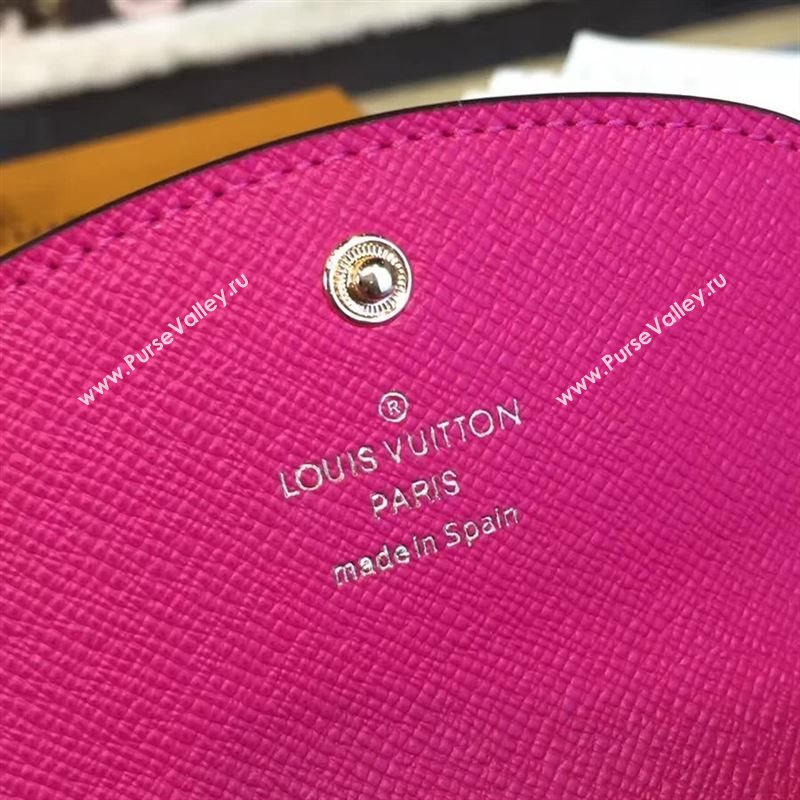 ®
LOUIS VUITTON
PARIS
made in Spain
www.PurseValley.ru
www.PurseValley.ru